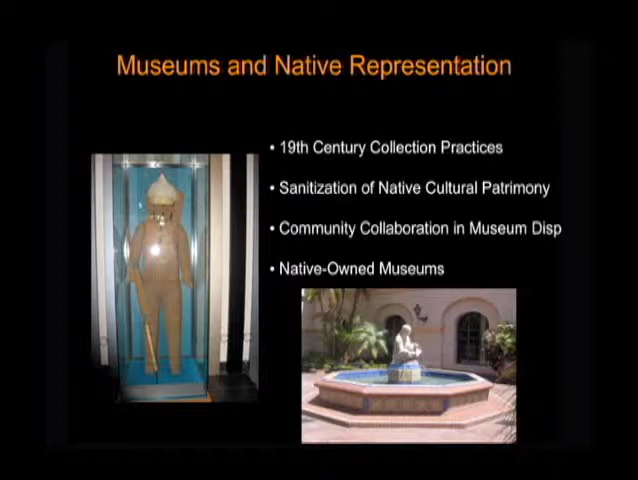 Museums and Native Representation
• 19th Century Collection Practices
• Sanitization of Native Cultural Patrimony
• Community Collaboration in Museum Disp
• Native-Owned Museums